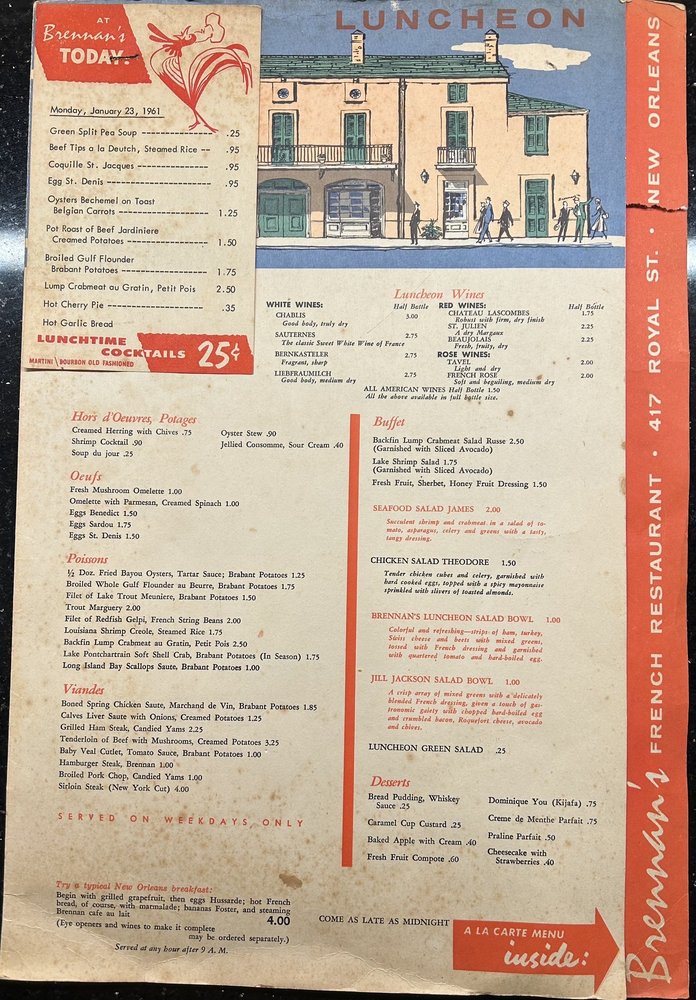 LUNCHEON
AT
Brennan's
TODAY:
Monday, January 23, 1961
Green Split Pea Soup ---------------- .25
Beef Tips a la Deutch, Steamed Rice -- .95
Coquille St. Jacques ---------------- .95
Egg St. Denis ---------------------- .95
Oysters Bechemel on Toast
Belgian Carrots ------------------ 1.25
Pot Roast of Beef Jardiniere
Creamed Potatoes --------------- 1.50
Broiled Gulf Flounder
Brabant Potatoes ---------------- 1.75
Lump Crabmeat au Gratin, Petit Pois 2.50
Hot Cherry Pie -------------------- .35
Hot Garlic Bread
LUNCHTIME
COCKTAILS 25¢
MARTINI BOURBON OLD FASHIONED
Luncheon Wines
WHITE WINES: Half Bottle
CHABLIS 3.00
Good body, truly dry
SAUTERNES 2.75
The classic Sweet White Wine of France
BERNKASTLER 2.75
Fragrant, sharp
LIEBFRAUMILCH 2.75
Good body, medium dry
RED WINES: Half Bottle
CHATEAU LASCOMBES 1.75
Robust with firm, dry finish
ST. JULIEN 2.25
A dry Margaux
BEAUJOLAIS 2.25
Fresh, fruity, dry
ROSE WINES:
TAVEL 2.00
Light and dry
FRENCH ROSE 2.00
Soft and beguiling, medium dry
ALL AMERICAN WINES Half Bottle 1.50
All the above available in full bottle size.
Hors d'Oeuvres, Potages
Creamed Herring with Chives .75
Shrimp Cocktail .90
Soup du jour .25
Oyster Stew .90
Jellied Consomme, Sour Cream .40
Oeufs
Fresh Mushroom Omelette 1.00
Omelette with Parmesan, Creamed Spinach 1.00
Eggs Benedict 1.50
Eggs Sardou 1.75
Eggs St. Denis 1.50
Poissons
½ Doz. Fried Bayou Oysters, Tartar Sauce; Brabant Potatoes 1.25
Broiled Whole Gulf Flounder au Beurre, Brabant Potatoes 1.75
Filet of Lake Trout Meuniere, Brabant Potatoes 1.50
Trout Marguery 2.00
Filet of Redfish Gelpi, French String Beans 2.00
Louisiana Shrimp Creole, Steamed Rice 1.75
Backfin Lump Crabmeat au Gratin, Petit Pois 2.50
Lake Pontchartrain Soft Shell Crab, Brabant Potatoes (In Season) 1.75
Long Island Bay Scallops Saute, Brabant Potatoes 1.00
Viandes
Boned Spring Chicken Saute, Marchand de Vin, Brabant Potatoes 1.85
Calves Liver Saute with Onions, Creamed Potatoes 1.25
Grilled Ham Steak, Candied Yams 2.25
Tenderloin of Beef with Mushrooms, Creamed Potatoes 3.25
Baby Veal Cutlet, Tomato Sauce, Brabant Potatoes 1.00
Hamburger Steak, Brennan 1.00
Broiled Pork Chop, Candied Yams 1.00
Sirloin Steak (New York Cut) 4.00
SERVED ON WEEKDAYS ONLY
Try a typical New Orleans breakfast:
Begin with grilled grapefruit, then eggs Hussarde; hot French
bread, of course, with marmalade; bananas Foster, and steaming
Brennan cafe au lait 4.00
(Eye openers and wines to make it complete
may be ordered separately.)
Served at any hour after 9 A. M.
Buffet
Backfin Lump Crabmeat Salad Russe 2.50
(Garnished with Sliced Avocado)
Lake Shrimp Salad 1.75
(Garnished with Sliced Avocado)
Fresh Fruit, Sherbet, Honey Fruit Dressing 1.50
SEAFOOD SALAD JAMES 2.00
Succulent shrimp and crabmeat in a salad of to-
mato, asparagus, celery and greens with a tasty,
tangy dressing.
CHICKEN SALAD THEODORE 1.50
Tender chicken cubes and celery, garnished with
hard cooked eggs, topped with a spicy mayonnaise
sprinkled with slivers of toasted almonds.
BRENNAN'S LUNCHEON SALAD BOWL 1.00
Colorful and refreshing—strips of ham, turkey,
Swiss cheese and beets with mixed greens,
tossed with French dressing and garnished
with quartered tomato and hard-boiled egg.
JILL JACKSON SALAD BOWL 1.00
A crisp array of mixed greens with a delicately
blended French dressing, given a touch of gas-
tronomic gaiety with chopped hard-boiled egg
and crumbled bacon, Roquefort cheese, avocado
and chives.
LUNCHEON GREEN SALAD .25
Desserts
Bread Pudding, Whiskey
Sauce .25
Caramel Cup Custard .25
Baked Apple with Cream .40
Fresh Fruit Compote .60
Dominique You (Kijafa) .75
Creme de Menthe Parfait .75
Praline Parfait .50
Cheesecake with
Strawberries .40
COME AS LATE AS MIDNIGHT
A LA CARTE MENU
inside:
Brennan's FRENCH RESTAURANT • 417 ROYAL ST. • NEW ORLEANS